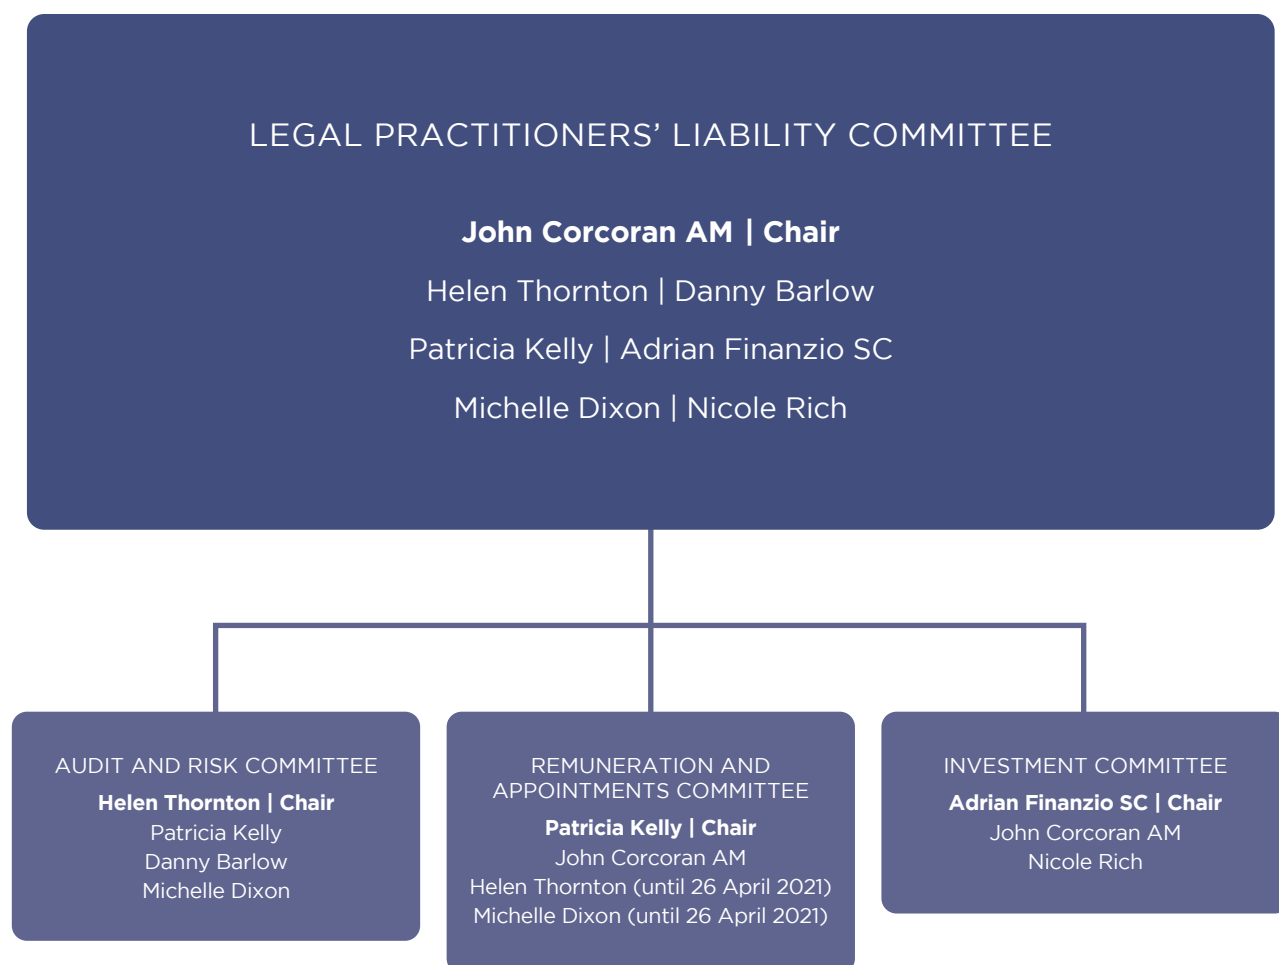 LEGAL PRACTITIONERS’ LIABILITY COMMITTEE
John Corcoran AM | Chair
Helen Thornton | Danny Barlow
Patricia Kelly | Adrian Finanzio SC
Michelle Dixon | Nicole Rich
AUDIT AND RISK COMMITTEE
Helen Thornton | Chair
Patricia Kelly
Danny Barlow
Michelle Dixon
REMUNERATION AND
APPOINTMENTS COMMITTEE
Patricia Kelly | Chair
John Corcoran AM
Helen Thornton (until 26 April 2021)
Michelle Dixon (until 26 April 2021)
INVESTMENT COMMITTEE
Adrian Finanzio SC | Chair
John Corcoran AM
Nicole Rich